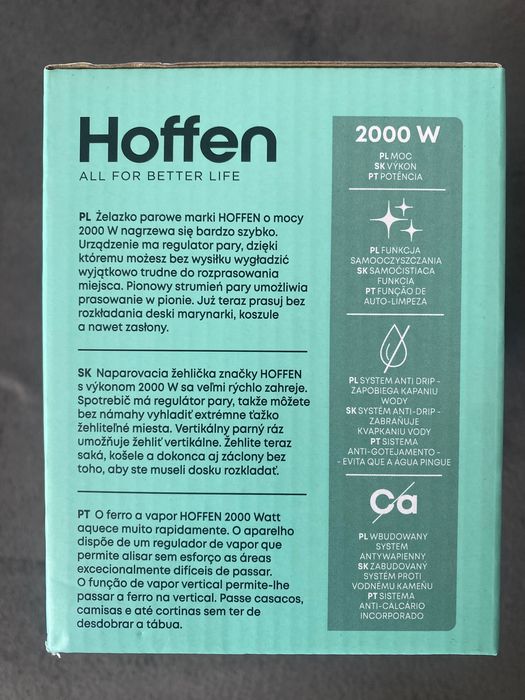 Hoffen
ALL FOR BETTER LIFE
PL Żelazko parowe marki HOFFEN o mocy
2000 W nagrzewa się bardzo szybko.
Urządzenie ma regulator pary, dzięki
któremu możesz bez wysiłku wygładzić
wyjątkowo trudne do rozprasowania
miejsca. Pionowy strumień pary umożliwia
prasowanie w pionie. Już teraz prasuj bez
rozkładania deski marynarki, koszule
a nawet zasłony.
SK Naparovacia žehlička značky HOFFEN
s výkonom 2000 W sa veľmi rýchlo zahreje.
Spotrebič má regulátor pary, takže môžete
bez námahy vyhladiť extrémne ťažko
žehliteľné miesta. Vertikálny parný ráz
umožňuje žehliť vertikálne. Žehlite teraz
saká, košele a dokonca aj záclony bez
toho, aby ste museli dosku rozkladať.
PT O ferro a vapor HOFFEN 2000 Watt
aquece muito rapidamente. O aparelho
dispõe de um regulador de vapor que
permite alisar sem esforço as áreas
excecionalmente difíceis de passar.
O função de vapor vertical permite-lhe
passar a ferro na vertical. Passe casacos,
camisas e até cortinas sem ter de
desdobrar a tábua.
2000 W
PL MOC
SK VÝKON
PT POTÊNCIA
PL FUNKCJA
SAMOOCZYSZCZANIA
SK SAMOČISTIACA
FUNKCIA
PT FUNÇÃO DE
AUTO-LIMPEZA
PL SYSTEM ANTI DRIP -
ZAPOBIEGA KAPANIU
WODY
SK SYSTÉM ANTI-DRIP -
ZABRAŇUJE
KVAPKANIU VODY
PT SISTEMA
ANTI-GOTEJAMENTO -
- EVITA QUE A ÁGUA PINGUE
Ca
PL WBUDOWANY
SYSTEM
ANTYWAPIENNY
SK ZABUDOVANÝ
SYSTÉM PROTI
VODNÉMU KAMEŇU
PT SISTEMA
ANTI-CALCÁRIO
INCORPORADO